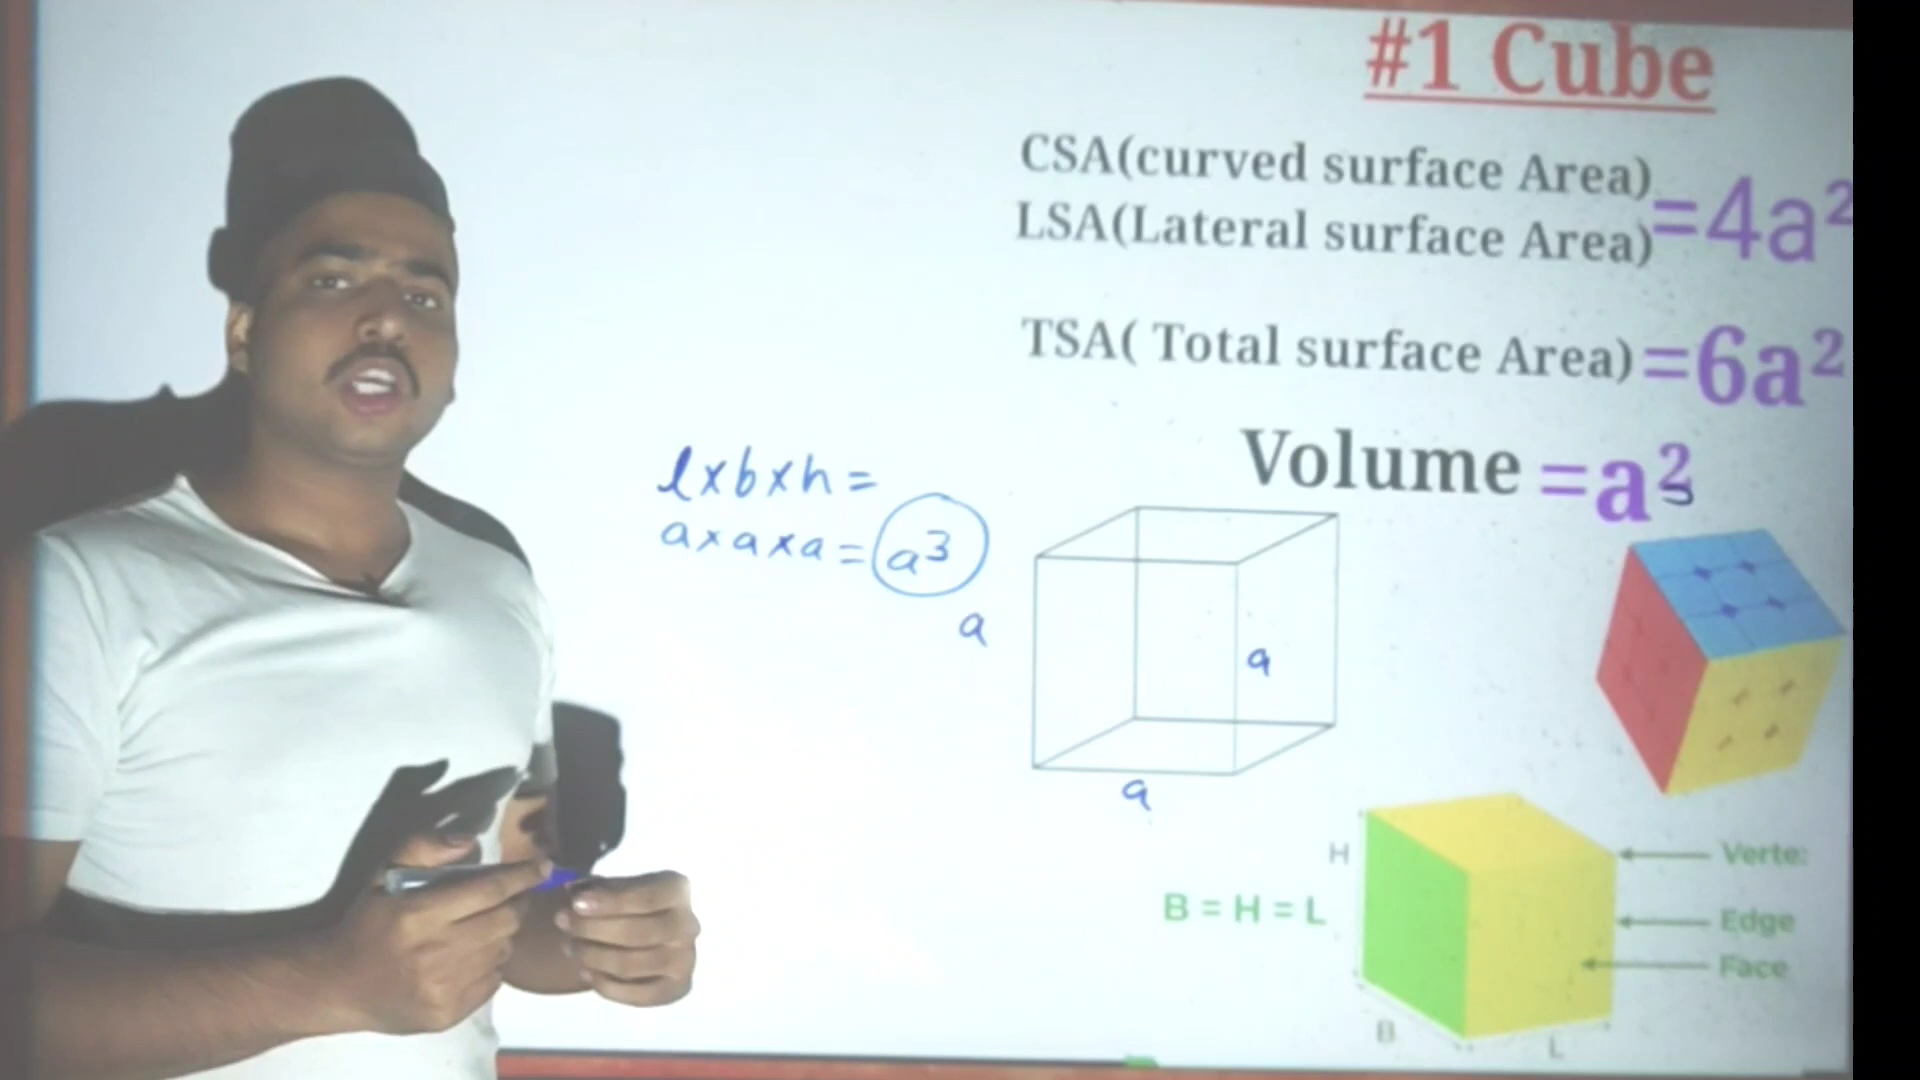 #1 Cube
CSA(curved surface Area)
LSA(Lateral surface Area)
=4a²
TSA( Total surface Area) =6a²
Volume =a³
l×b×h=
a×a×a=a³
a
a
a
H
B = H = L
B
L
Verte
Edge
Face